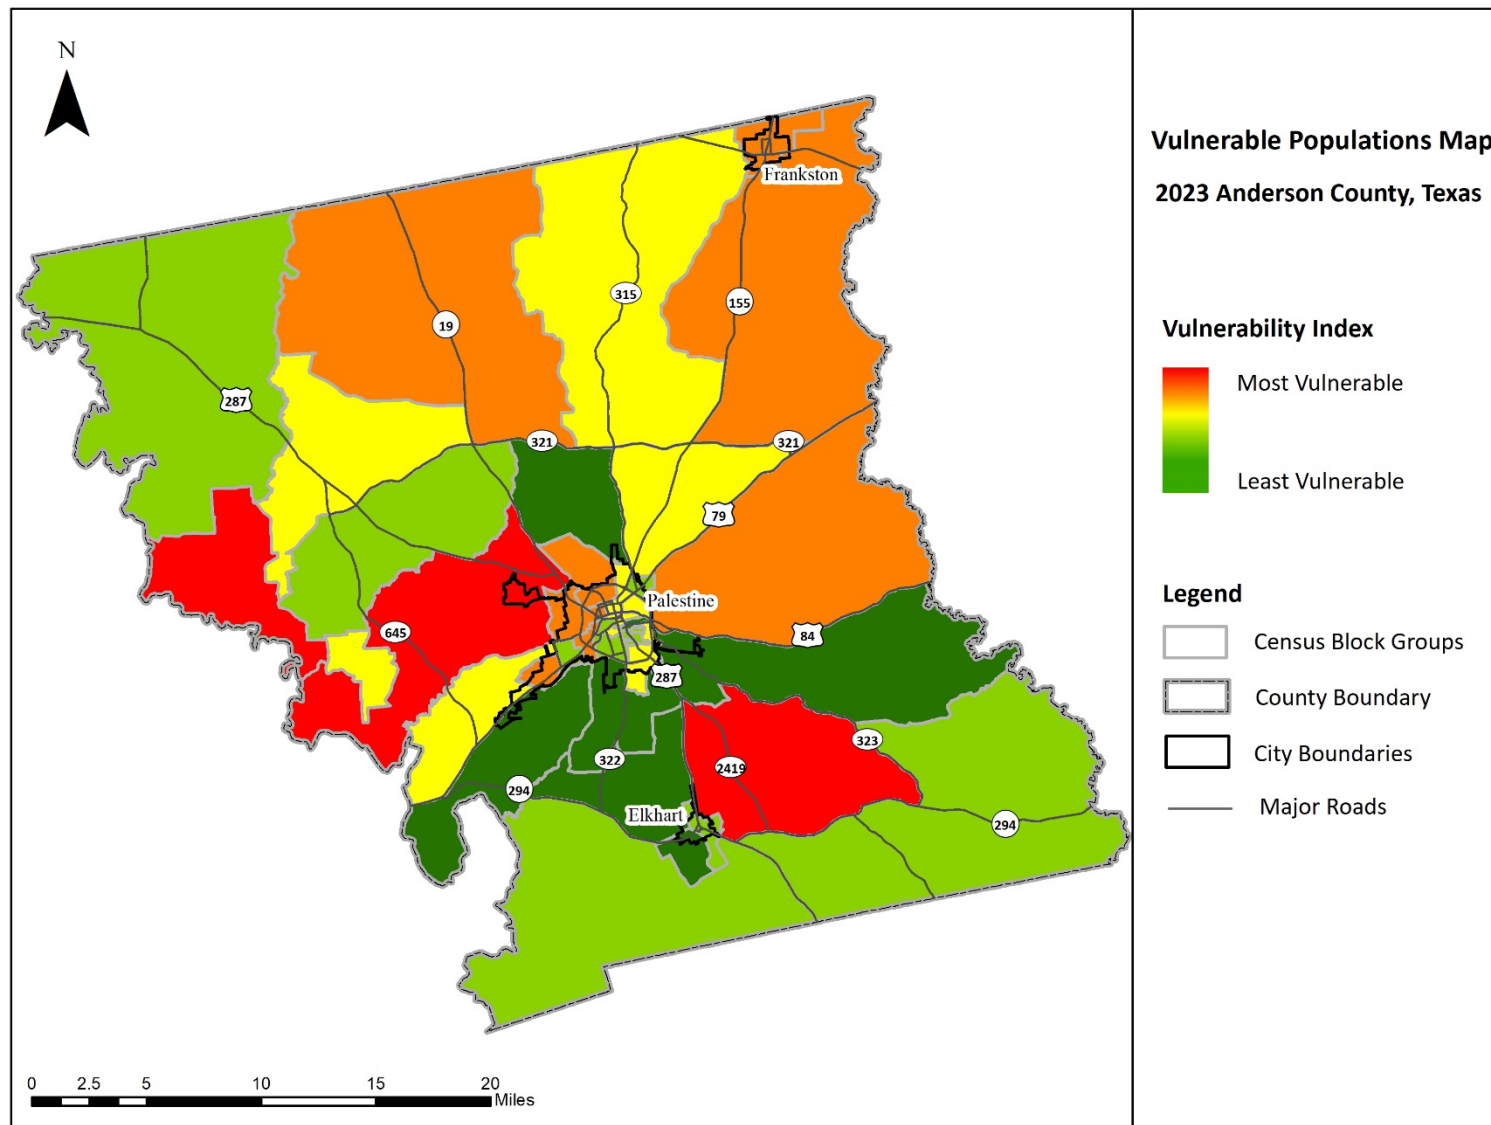 N
Frankston
315
155
19
287
321
321
79
Palestine
645
84
287
323
322
2419
294
Elkhart
294
0 2.5 5 10 15 20
Miles
Vulnerable Populations Map
2023 Anderson County, Texas
Vulnerability Index
Most Vulnerable
Least Vulnerable
Legend
Census Block Groups
County Boundary
City Boundaries
Major Roads